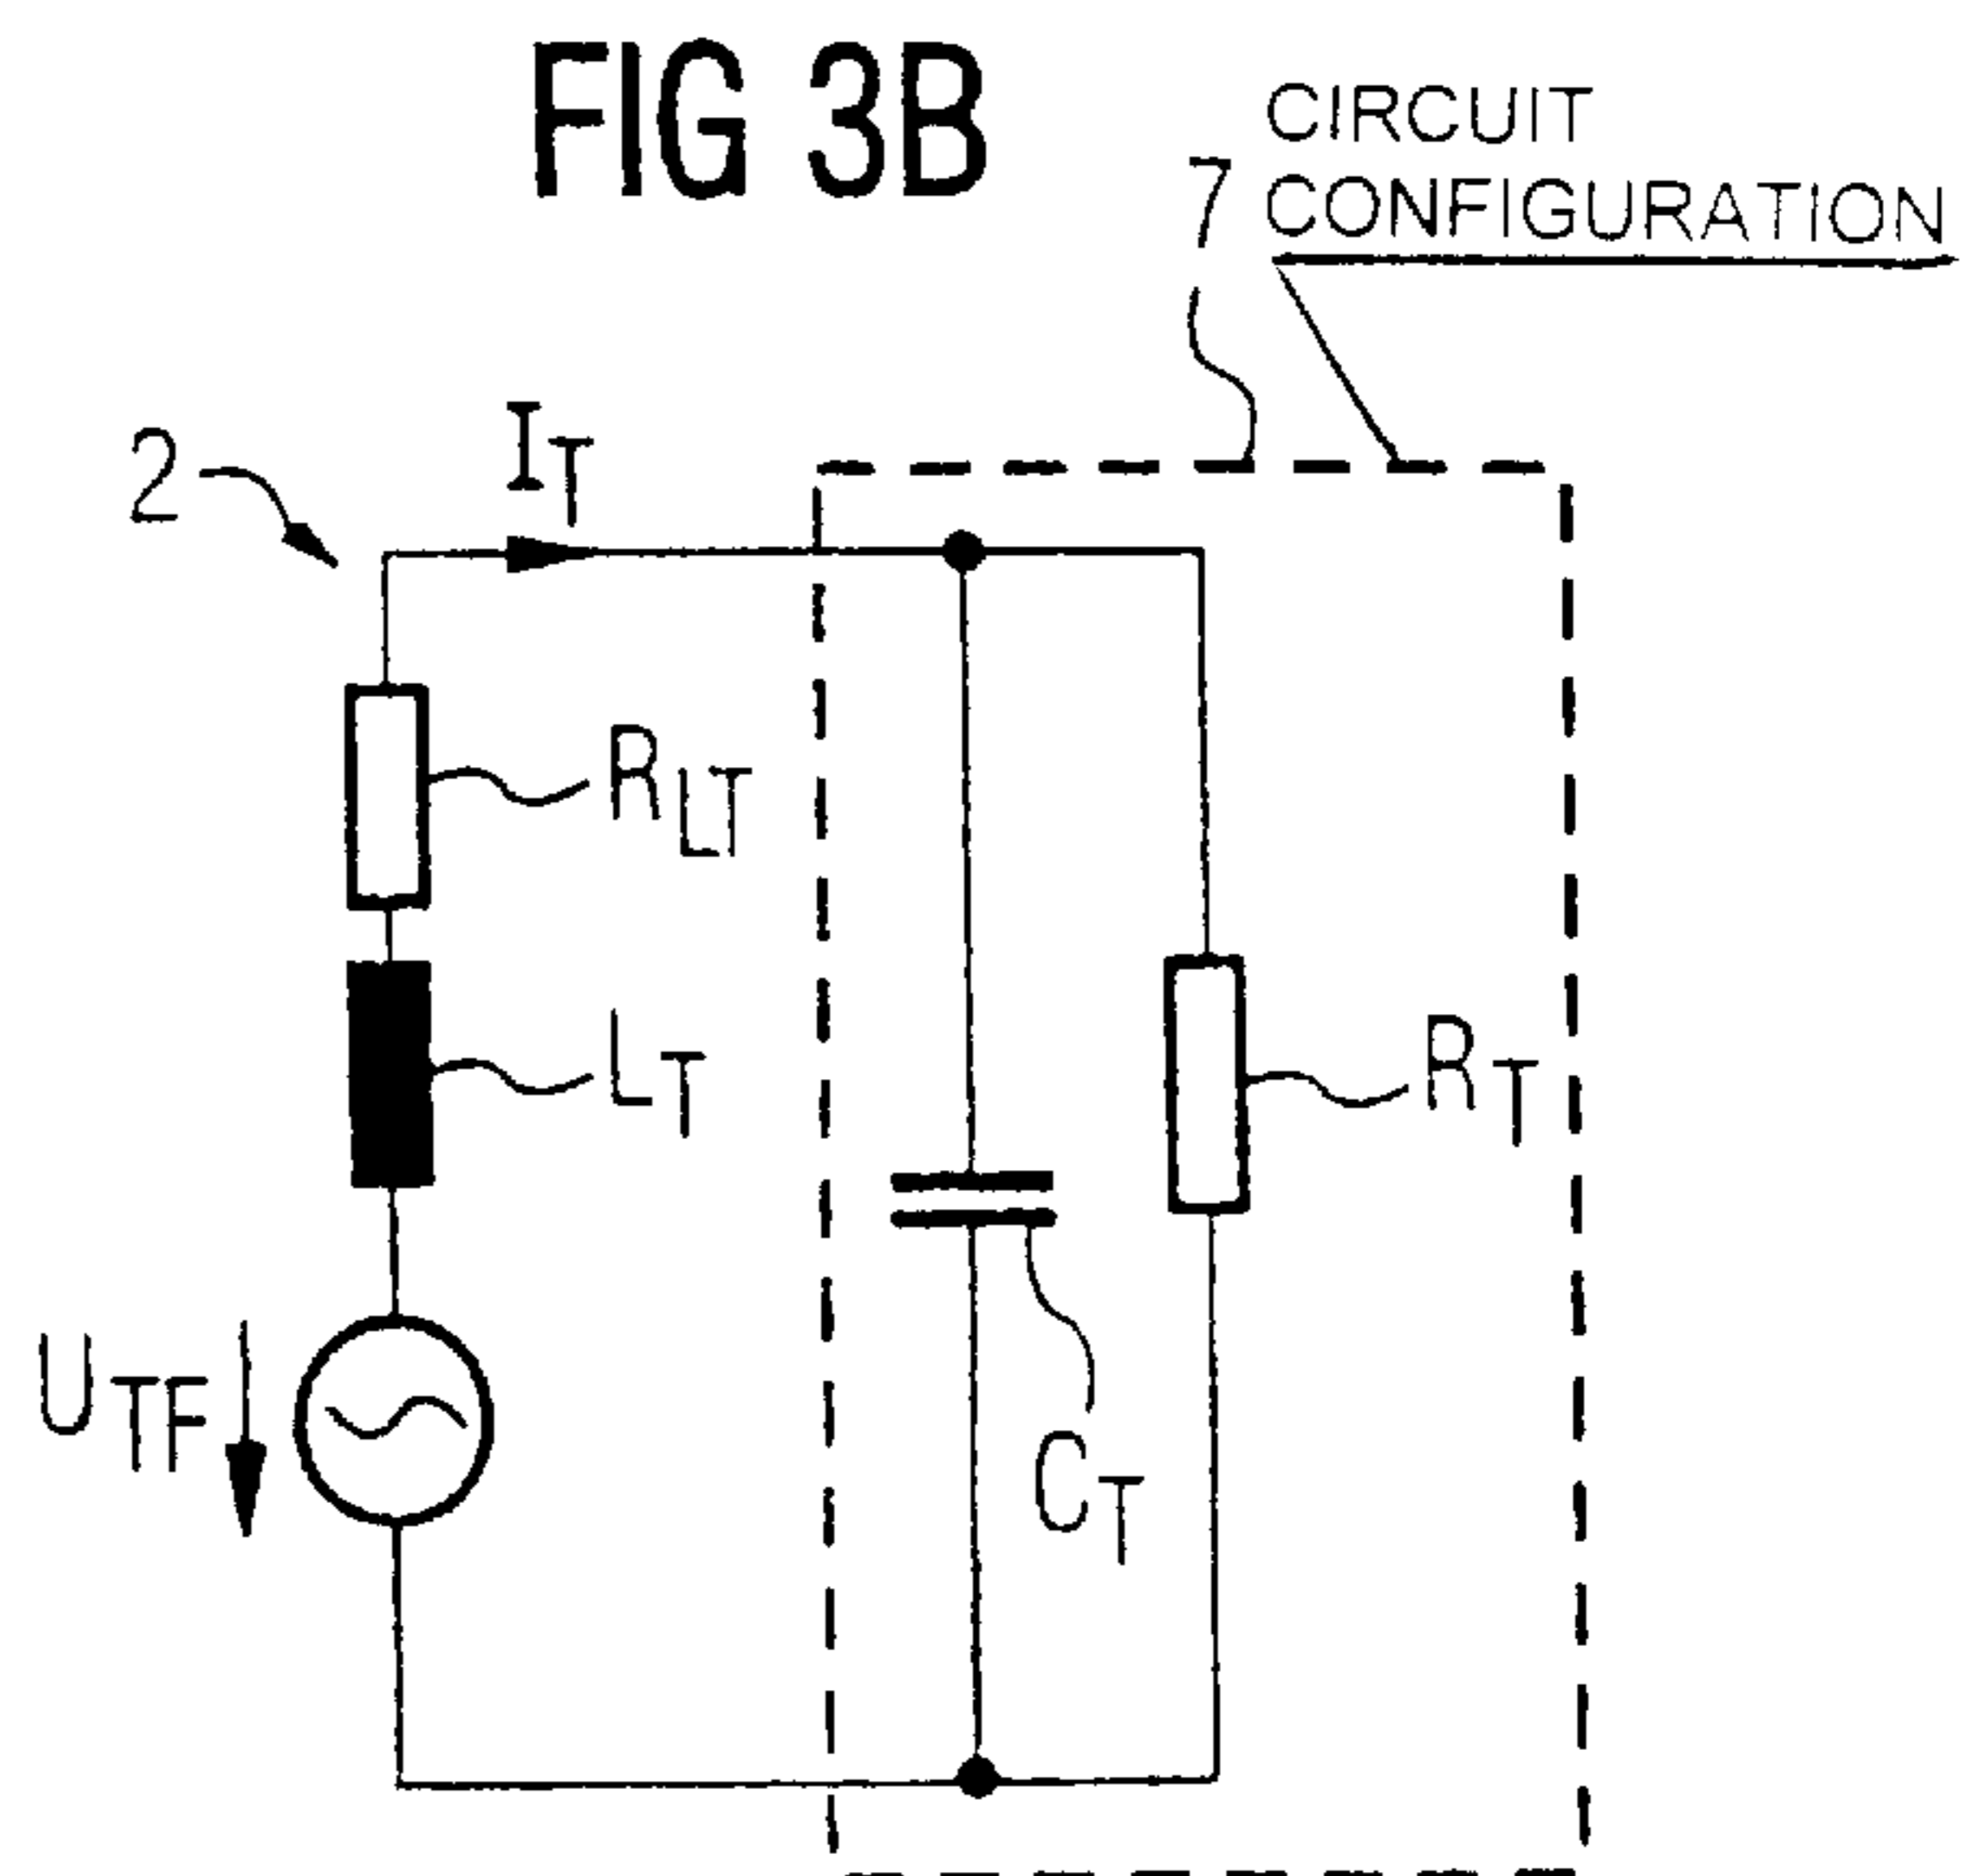 FIG 3B
CIRCUIT
7 CONFIGURATION
2
I_T
R_LT
L_T
R_T
U_TF
C_T